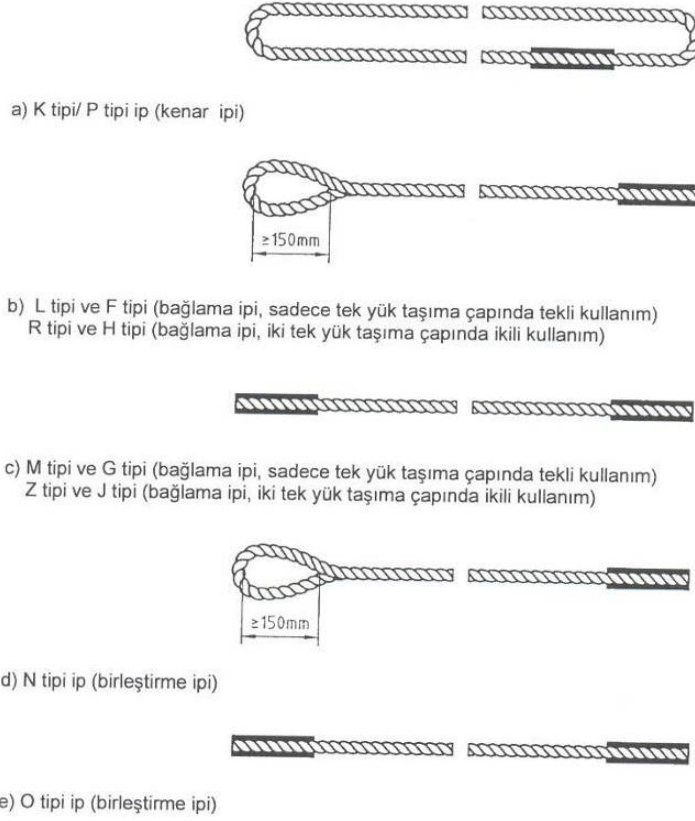 a) K tipi/ P tipi ip (kenar ipi)
≥150mm
b) L tipi ve F tipi (bağlama ipi, sadece tek yük taşıma çapında tekli kullanım)
R tipi ve H tipi (bağlama ipi, iki tek yük taşıma çapında ikili kullanım)
c) M tipi ve G tipi (bağlama ipi, sadece tek yük taşıma çapında tekli kullanım)
Z tipi ve J tipi (bağlama ipi, iki tek yük taşıma çapında ikili kullanım)
≥150mm
d) N tipi ip (birleştirme ipi)
e) O tipi ip (birleştirme ipi)